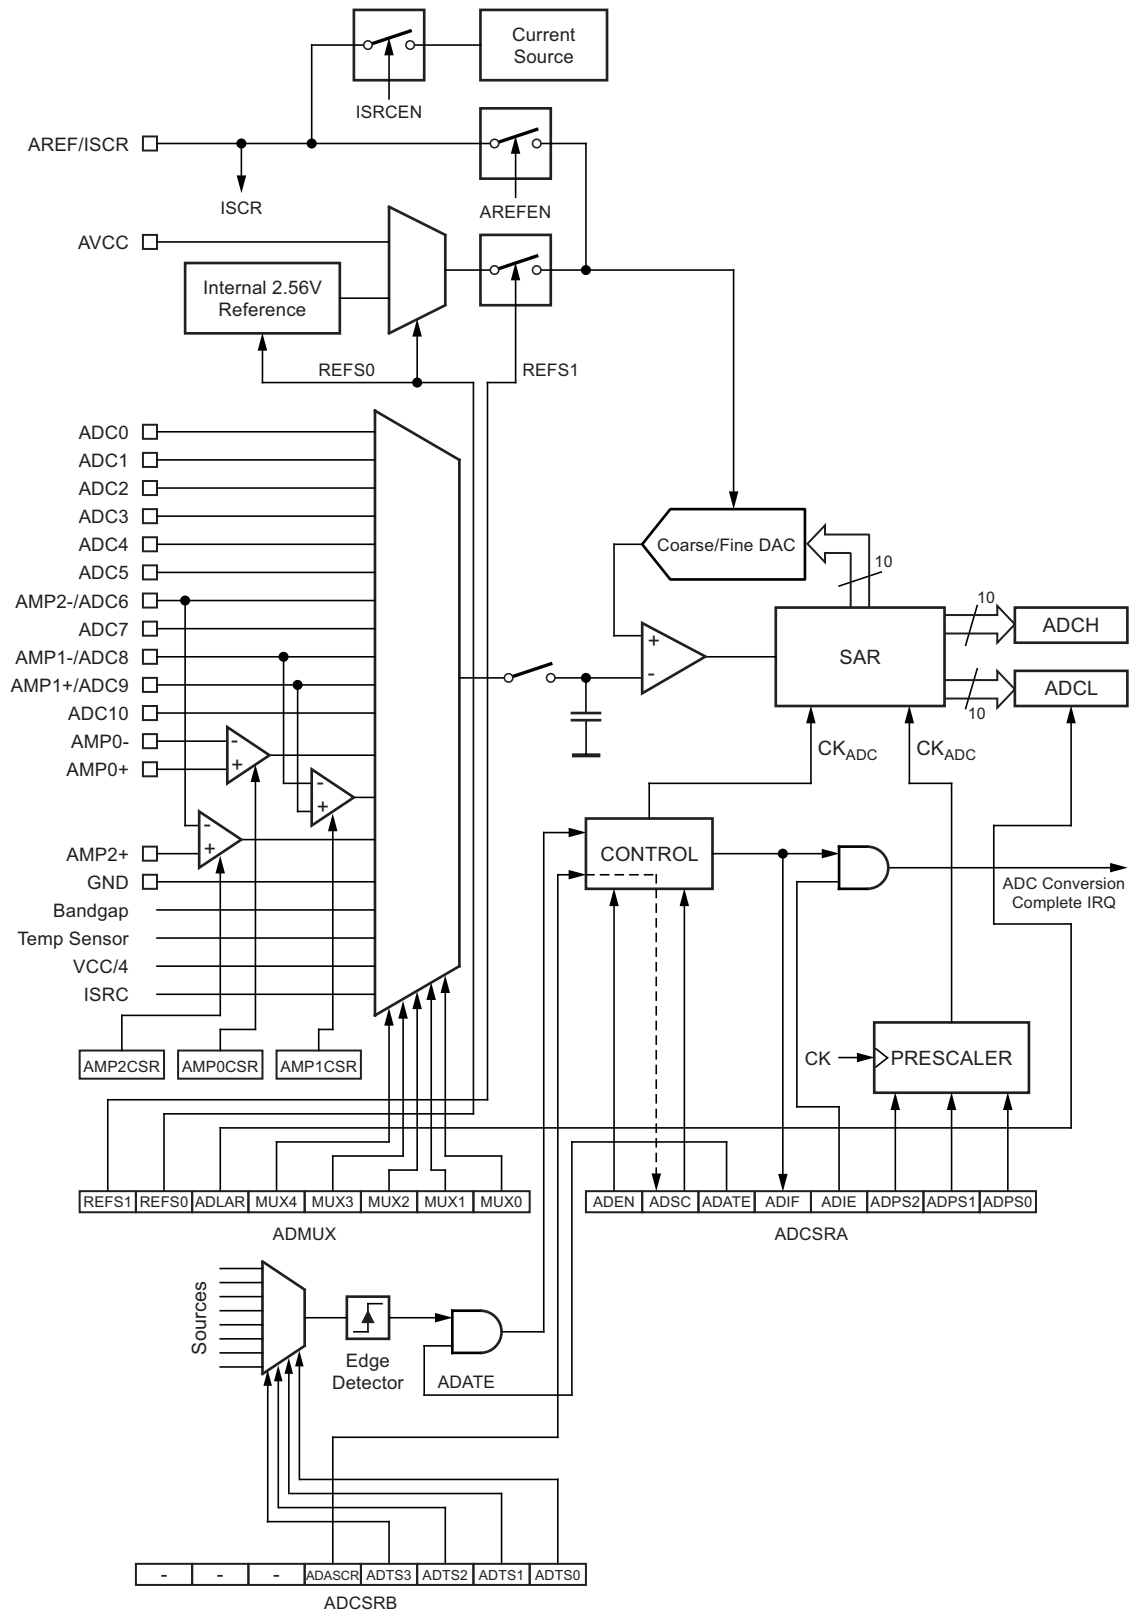 Current
Source
ISRCEN
AREF/ISCR
ISCR
AREFEN
AVCC
Internal 2.56V
Reference
REFS0
REFS1
ADC0
ADC1
ADC2
ADC3
ADC4
ADC5
AMP2-/ADC6
ADC7
AMP1-/ADC8
AMP1+/ADC9
ADC10
AMP0-
AMP0+
AMP2+
GND
Bandgap
Temp Sensor
VCC/4
ISRC
-
+
-
+
-
+
Coarse/Fine DAC
10
+
-
SAR
10
ADCH
10
ADCL
CKADC
CKADC
CONTROL
ADC Conversion
Complete IRQ
CK
PRESCALER
AMP2CSR
AMP0CSR
AMP1CSR
REFS1 REFS0 ADLAR MUX4 MUX3 MUX2 MUX1 MUX0
ADMUX
ADEN ADSC ADATE ADIF ADIE ADPS2 ADPS1 ADPS0
ADCSRA
Sources
Edge
Detector
ADATE
- - - ADASCR ADTS3 ADTS2 ADTS1 ADTS0
ADCSRB